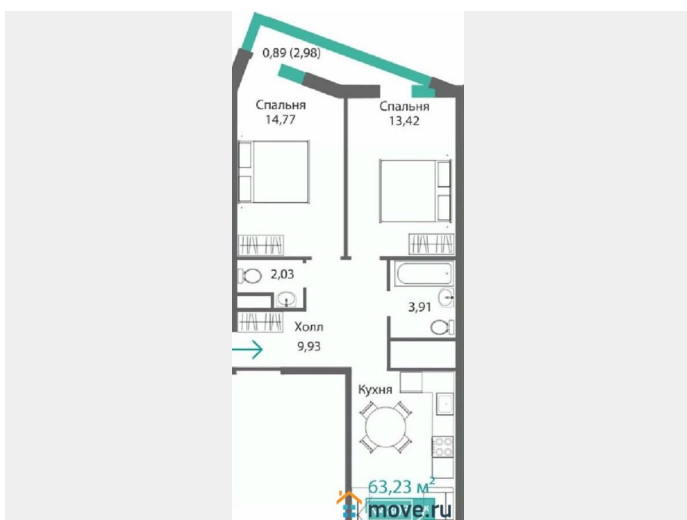 0,89 (2,98)
Спальня
14,77
Спальня
13,42
2,03
3,91
Холл
9,93
Кухня
63,23 м²
move.ru